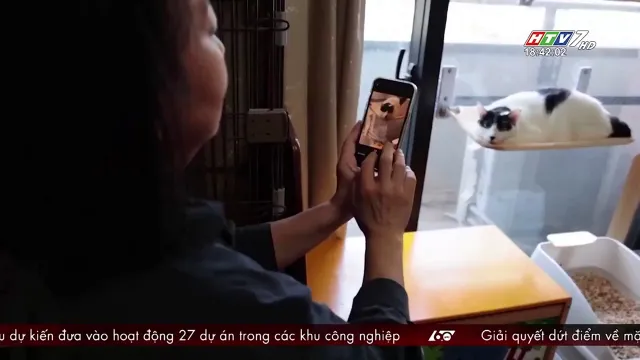 HTV7 HD
18:42:02
dự kiến đưa vào hoạt động 27 dự án trong các khu công nghiệp
60 Giải quyết dứt điểm về